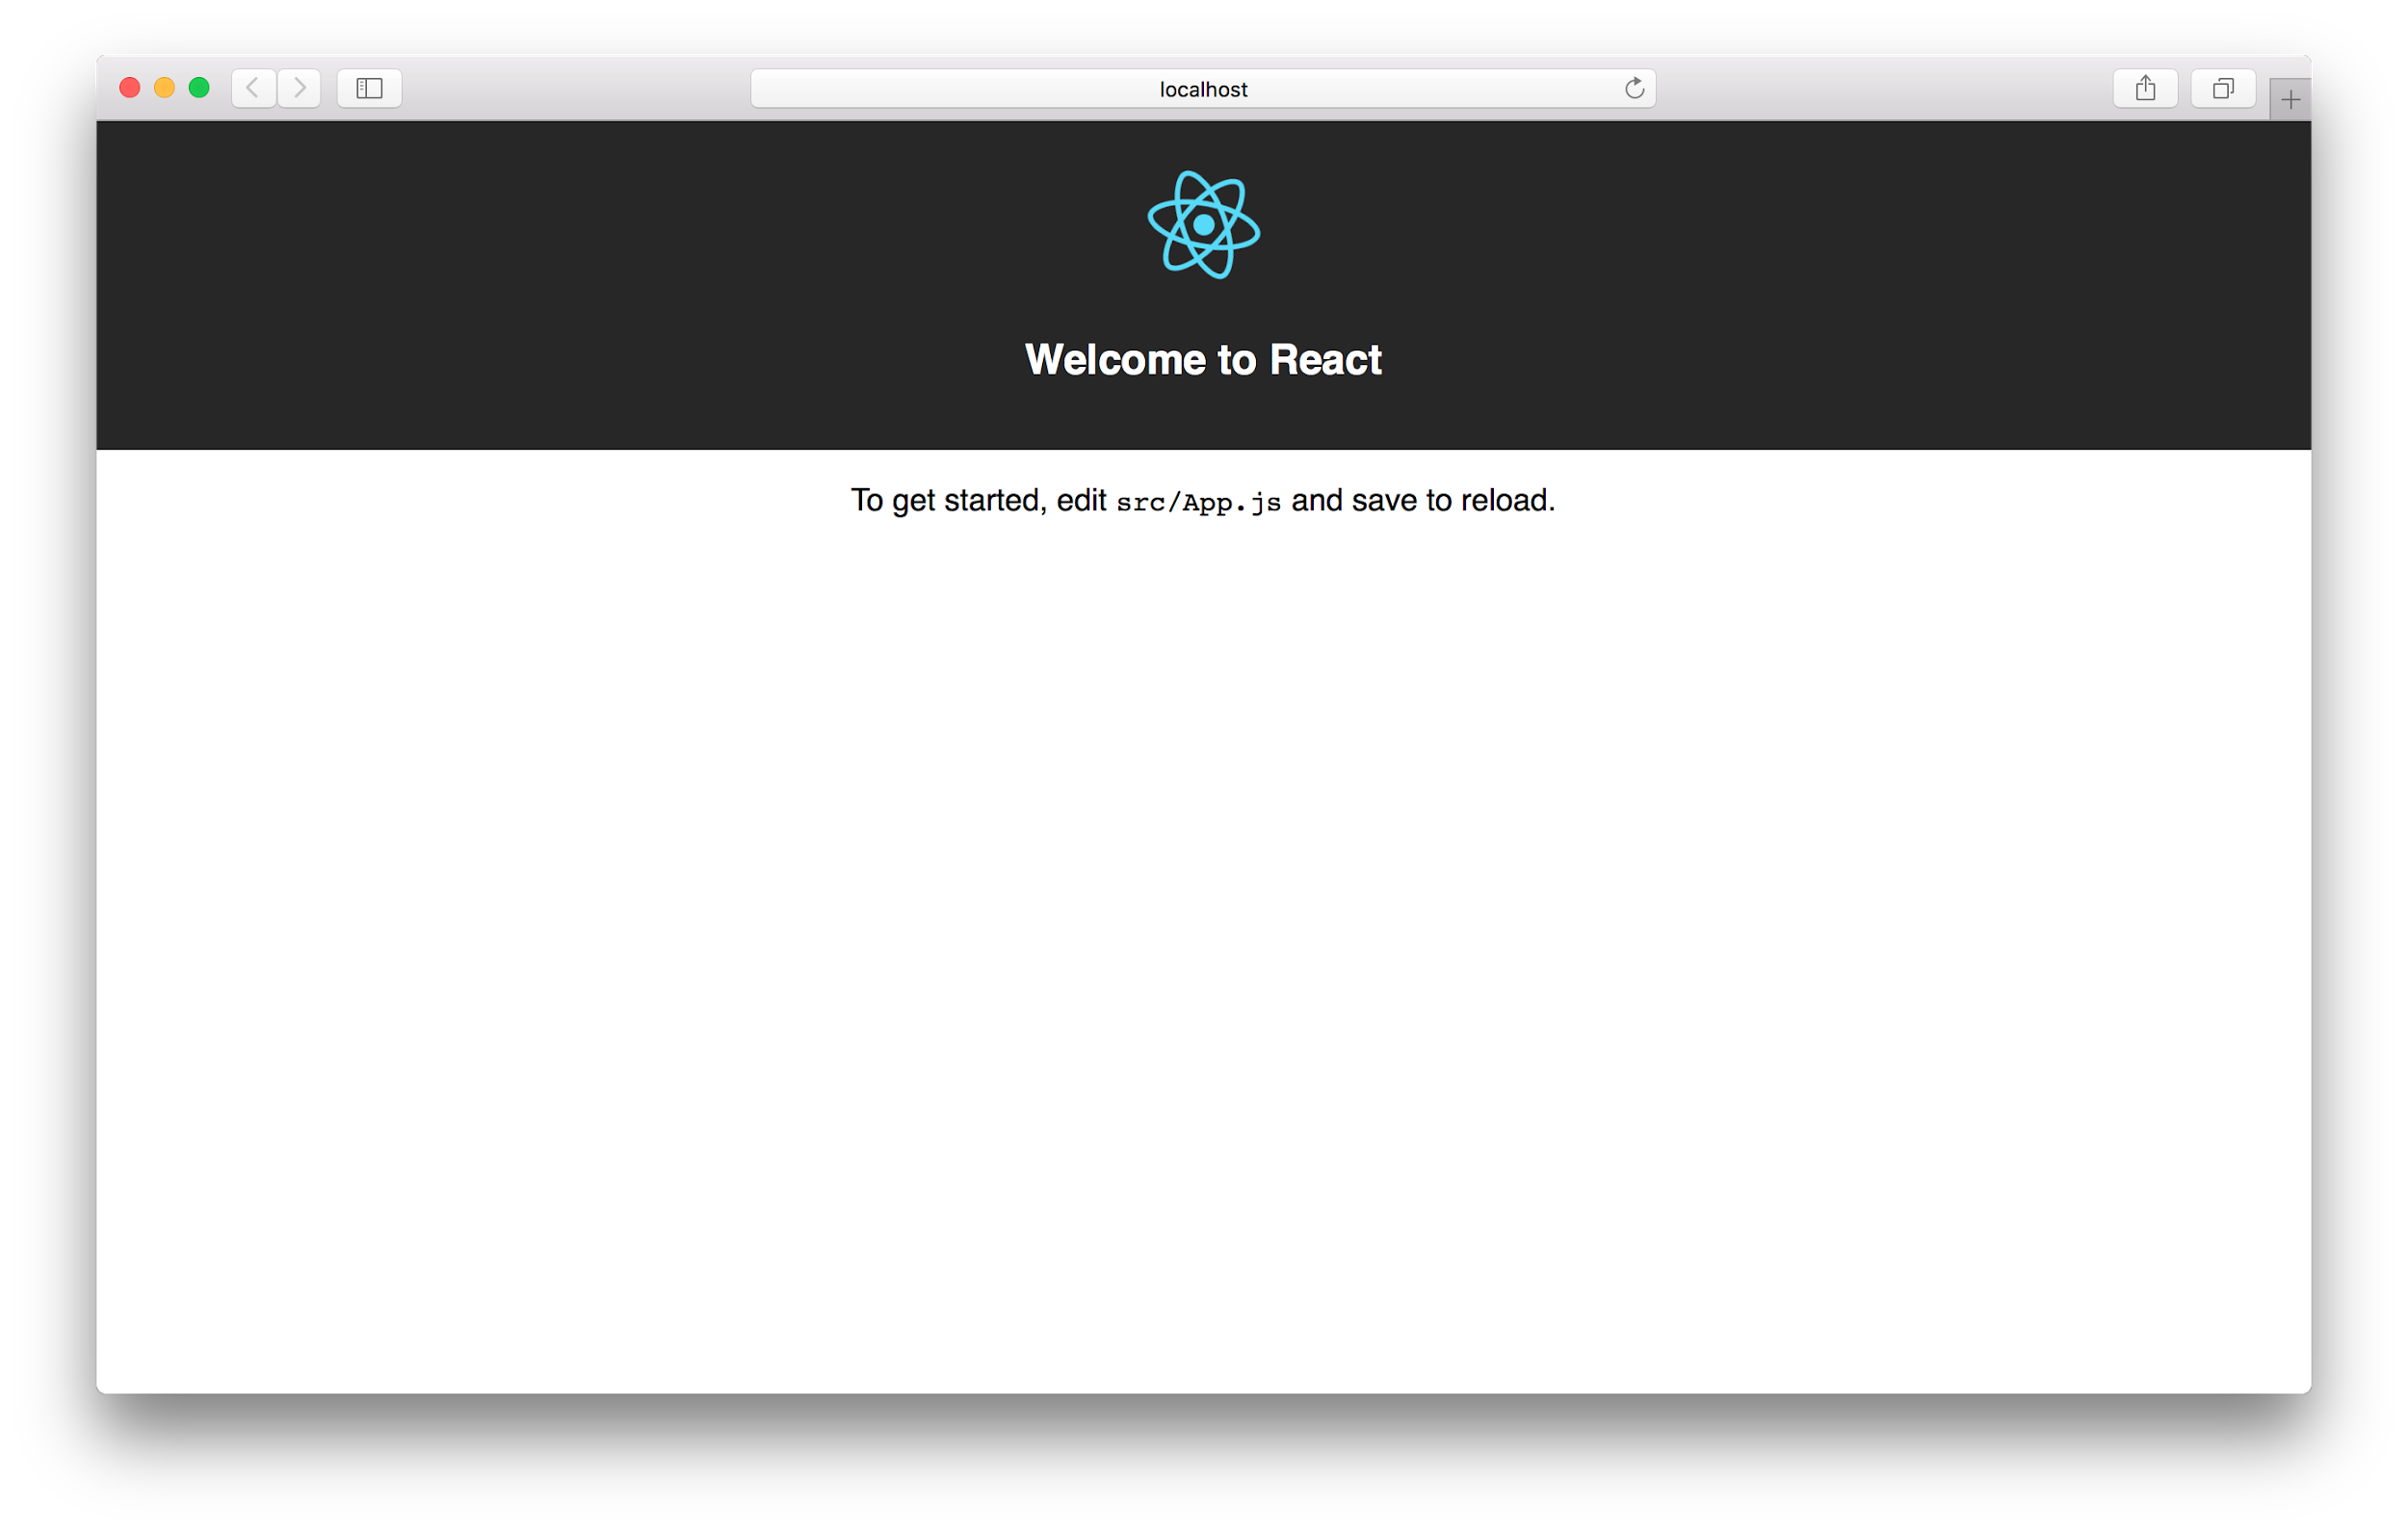 localhost
Welcome to React
To get started, edit src/App.js and save to reload.